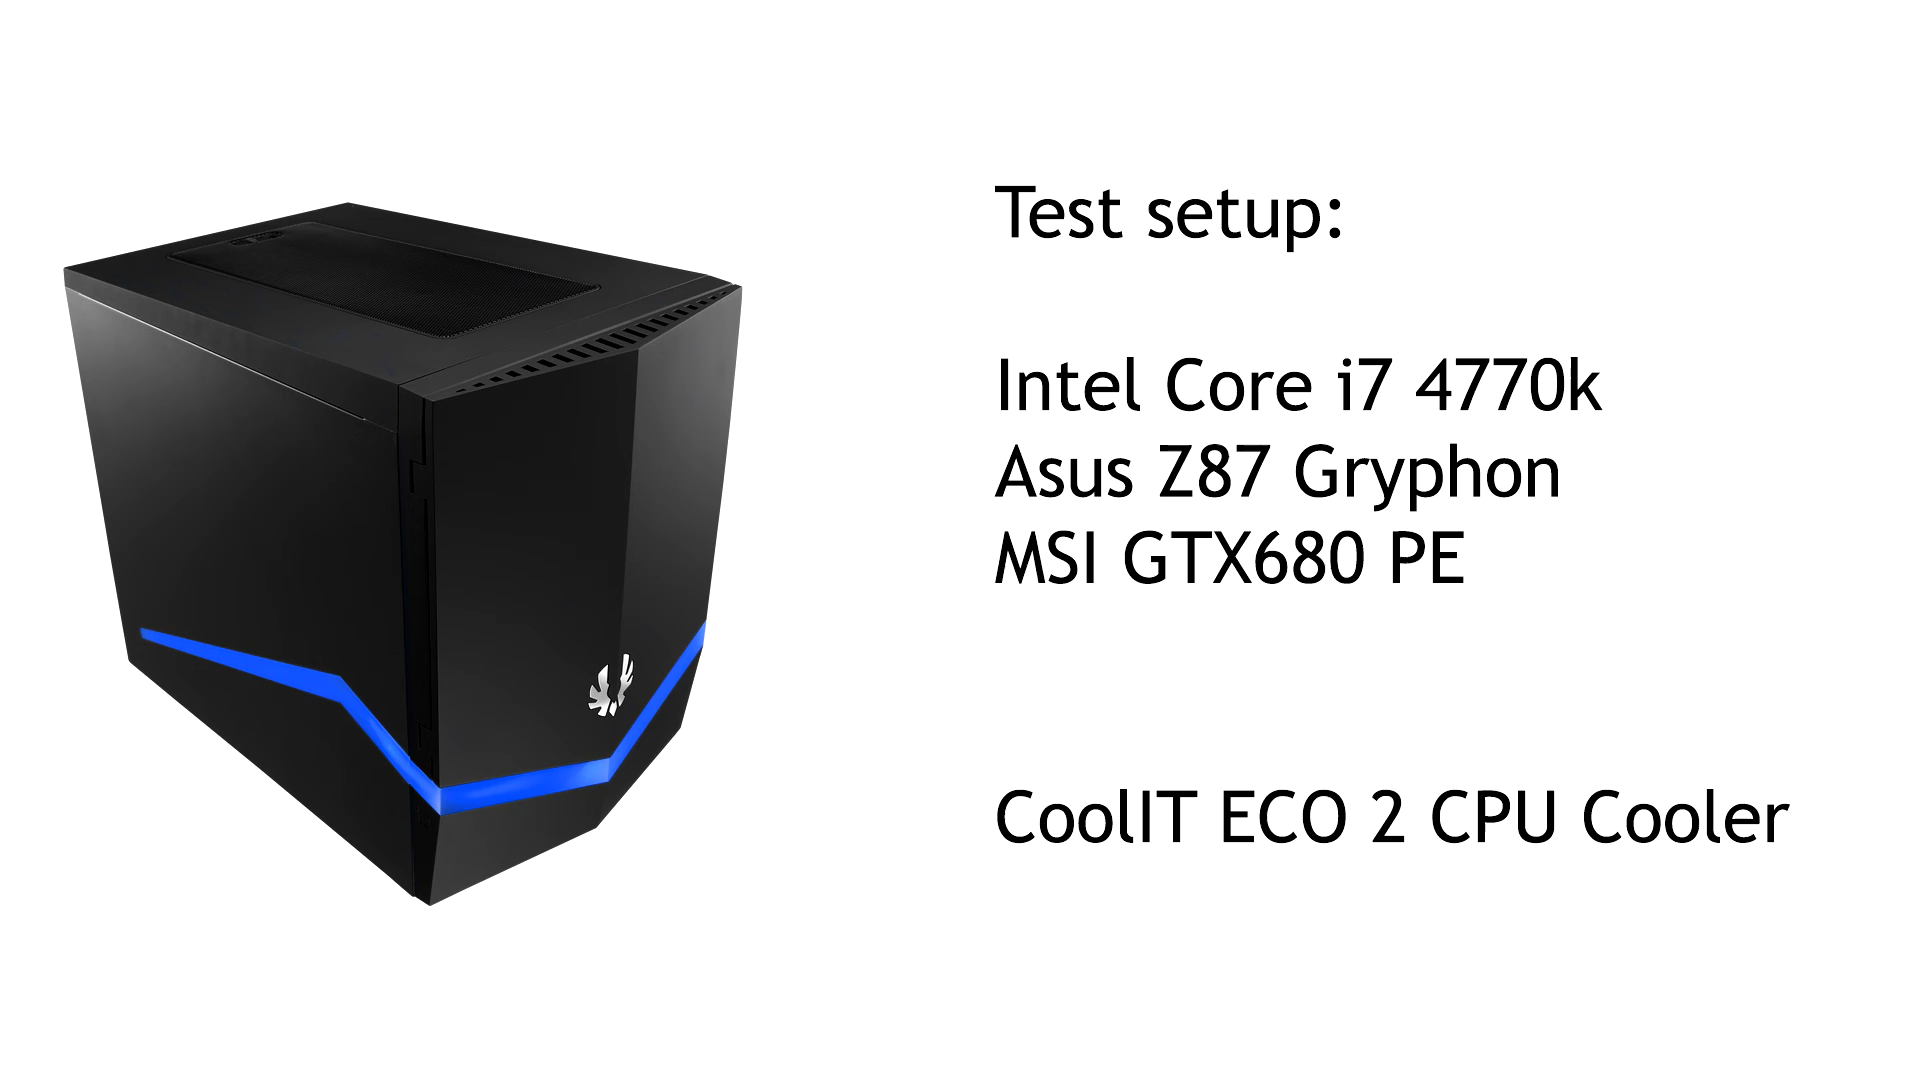 Test setup:
Intel Core i7 4770k
Asus Z87 Gryphon
MSI GTX680 PE
CoolIT ECO 2 CPU Cooler